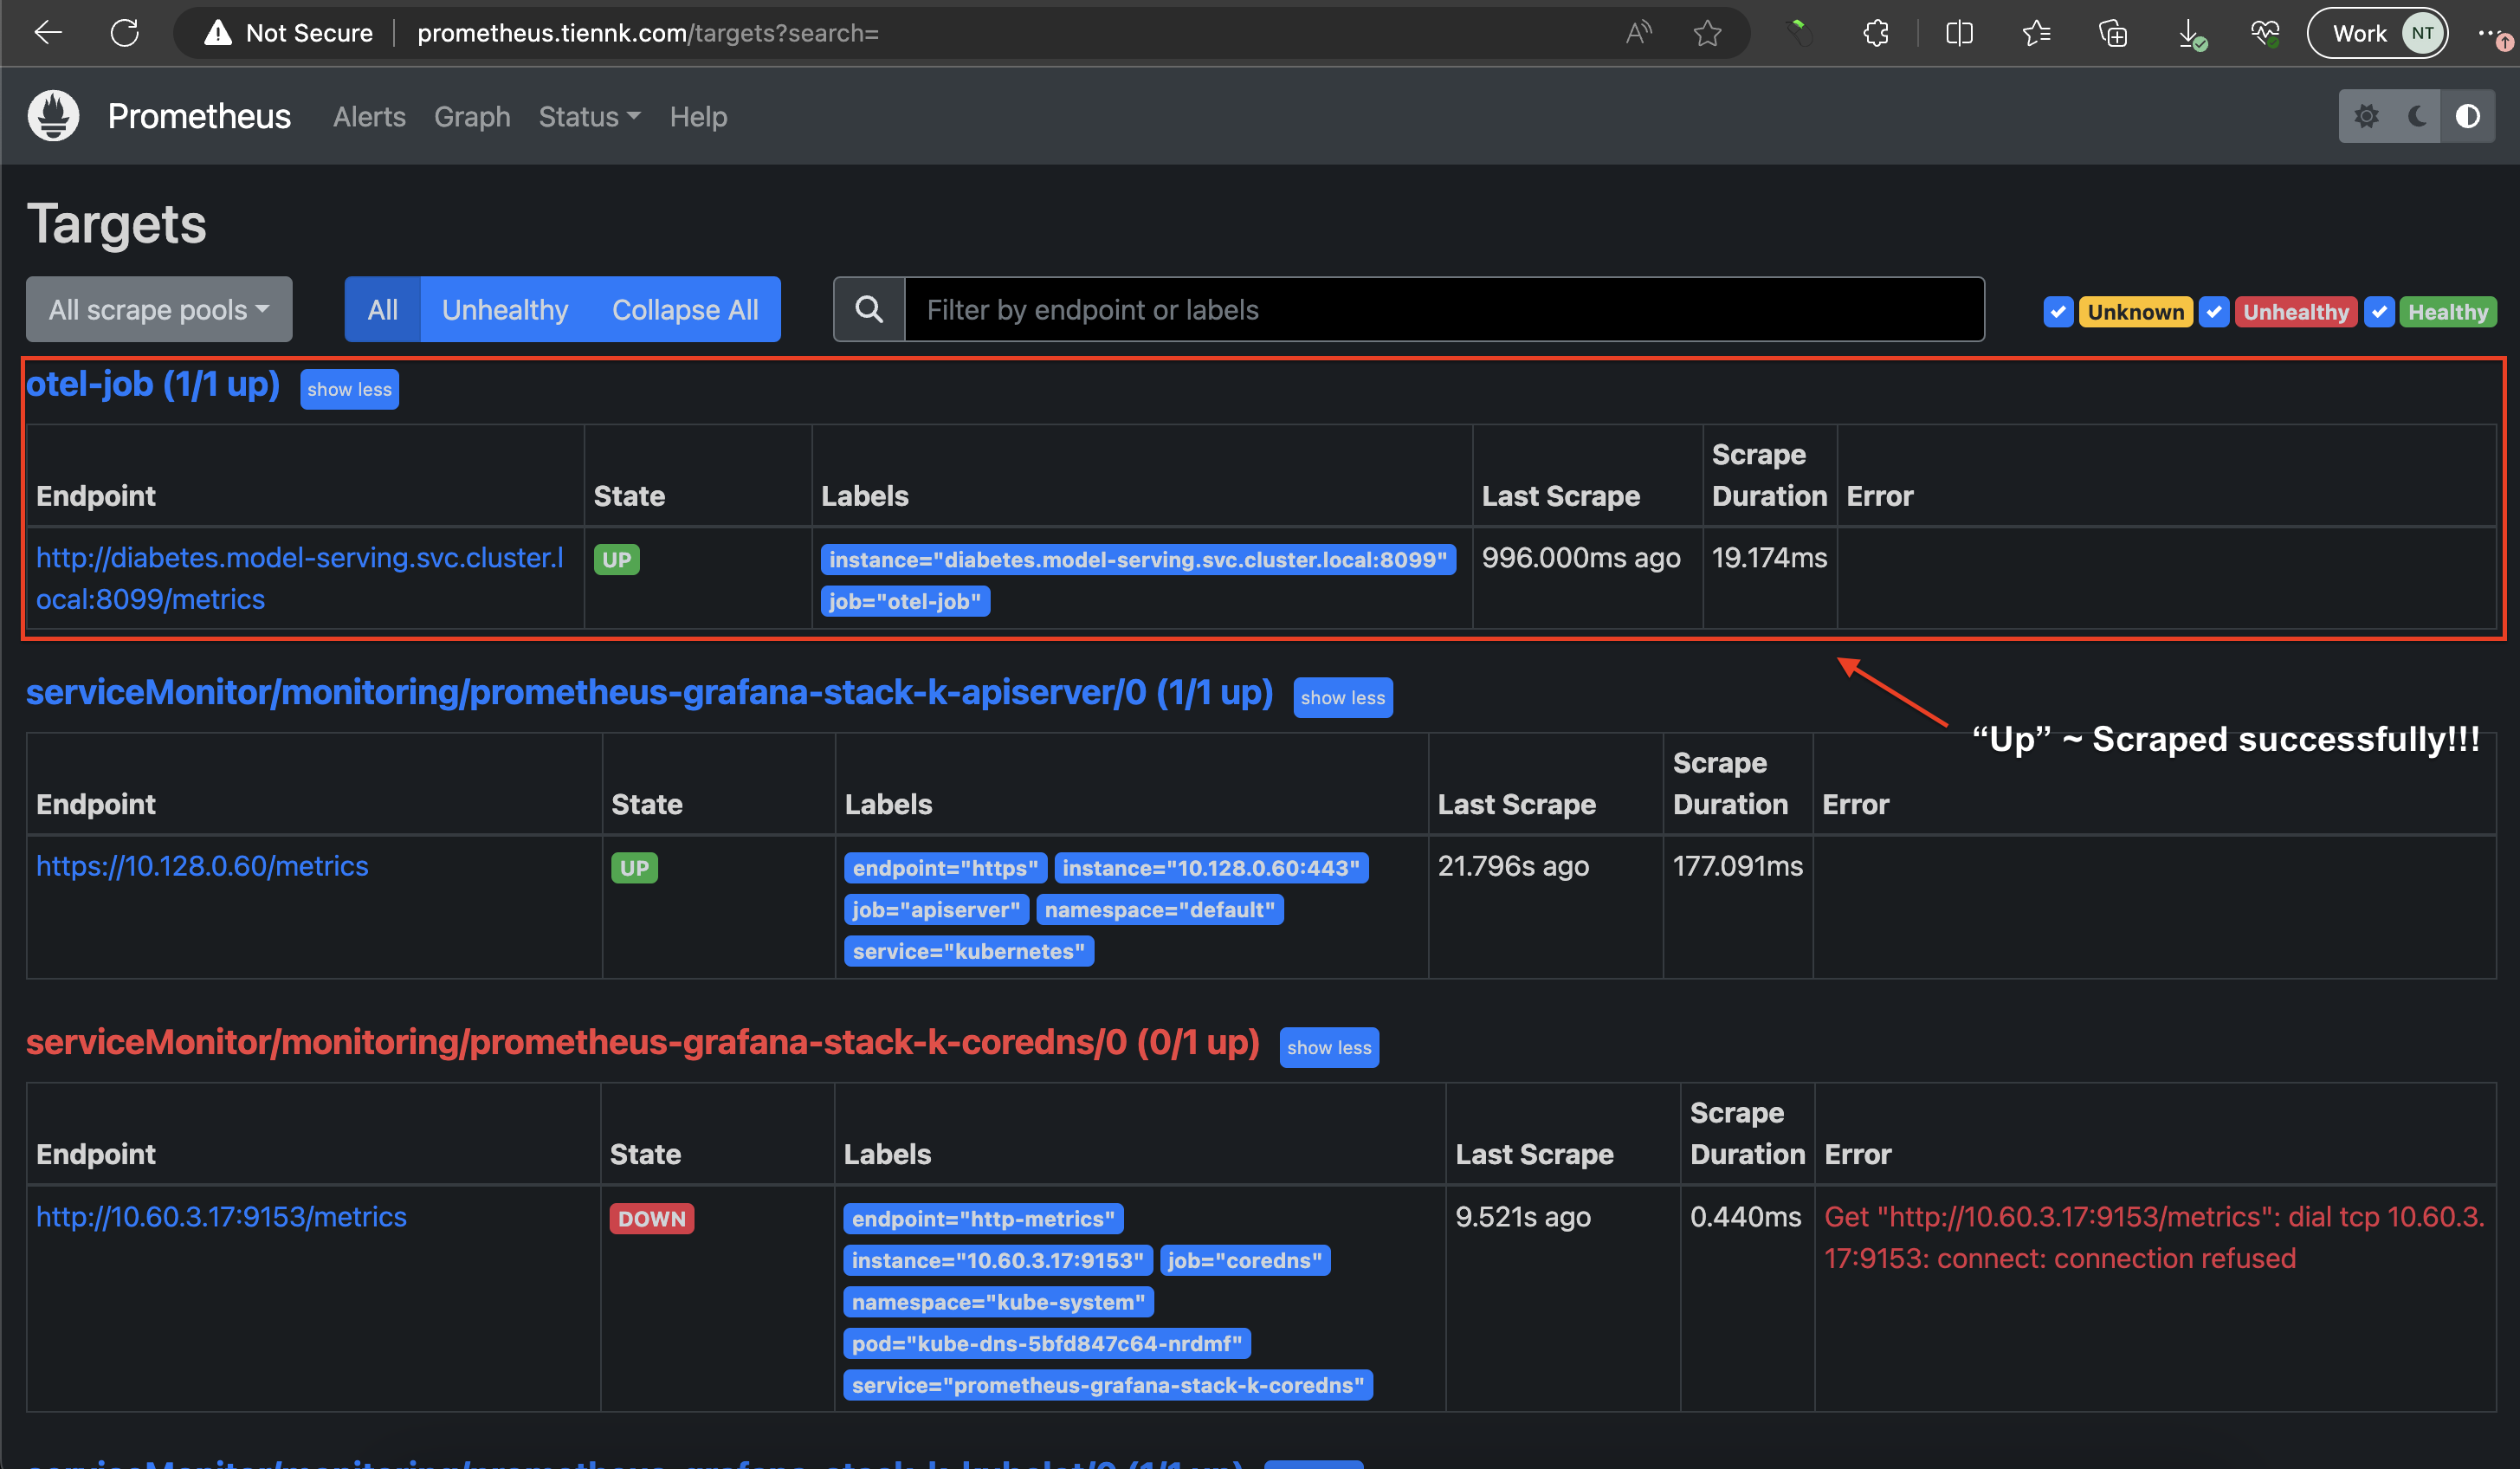 Not Secure prometheus.tiennk.com/targets?search=
Work NT
Prometheus Alerts Graph Status Help
Targets
All scrape pools All Unhealthy Collapse All Filter by endpoint or labels Unknown Unhealthy Healthy
otel-job (1/1 up) show less
Endpoint State Labels Last Scrape Scrape Duration Error
http://diabetes.model-serving.svc.cluster.l UP instance="diabetes.model-serving.svc.cluster.local:8099" 996.000ms ago 19.174ms
ocal:8099/metrics job="otel-job"
serviceMonitor/monitoring/prometheus-grafana-stack-k-apiserver/0 (1/1 up) show less
“Up” ~ Scraped successfully!!!
Endpoint State Labels Last Scrape Scrape Duration Error
https://10.128.0.60/metrics UP endpoint="https" instance="10.128.0.60:443" 21.796s ago 177.091ms
job="apiserver" namespace="default"
service="kubernetes"
serviceMonitor/monitoring/prometheus-grafana-stack-k-coredns/0 (0/1 up) show less
Endpoint State Labels Last Scrape Scrape Duration Error
http://10.60.3.17:9153/metrics DOWN endpoint="http-metrics" 9.521s ago 0.440ms Get "http://10.60.3.17:9153/metrics": dial tcp 10.60.3.
instance="10.60.3.17:9153" job="coredns" 17:9153: connect: connection refused
namespace="kube-system"
pod="kube-dns-5bfd847c64-nrdmf"
service="prometheus-grafana-stack-k-coredns"